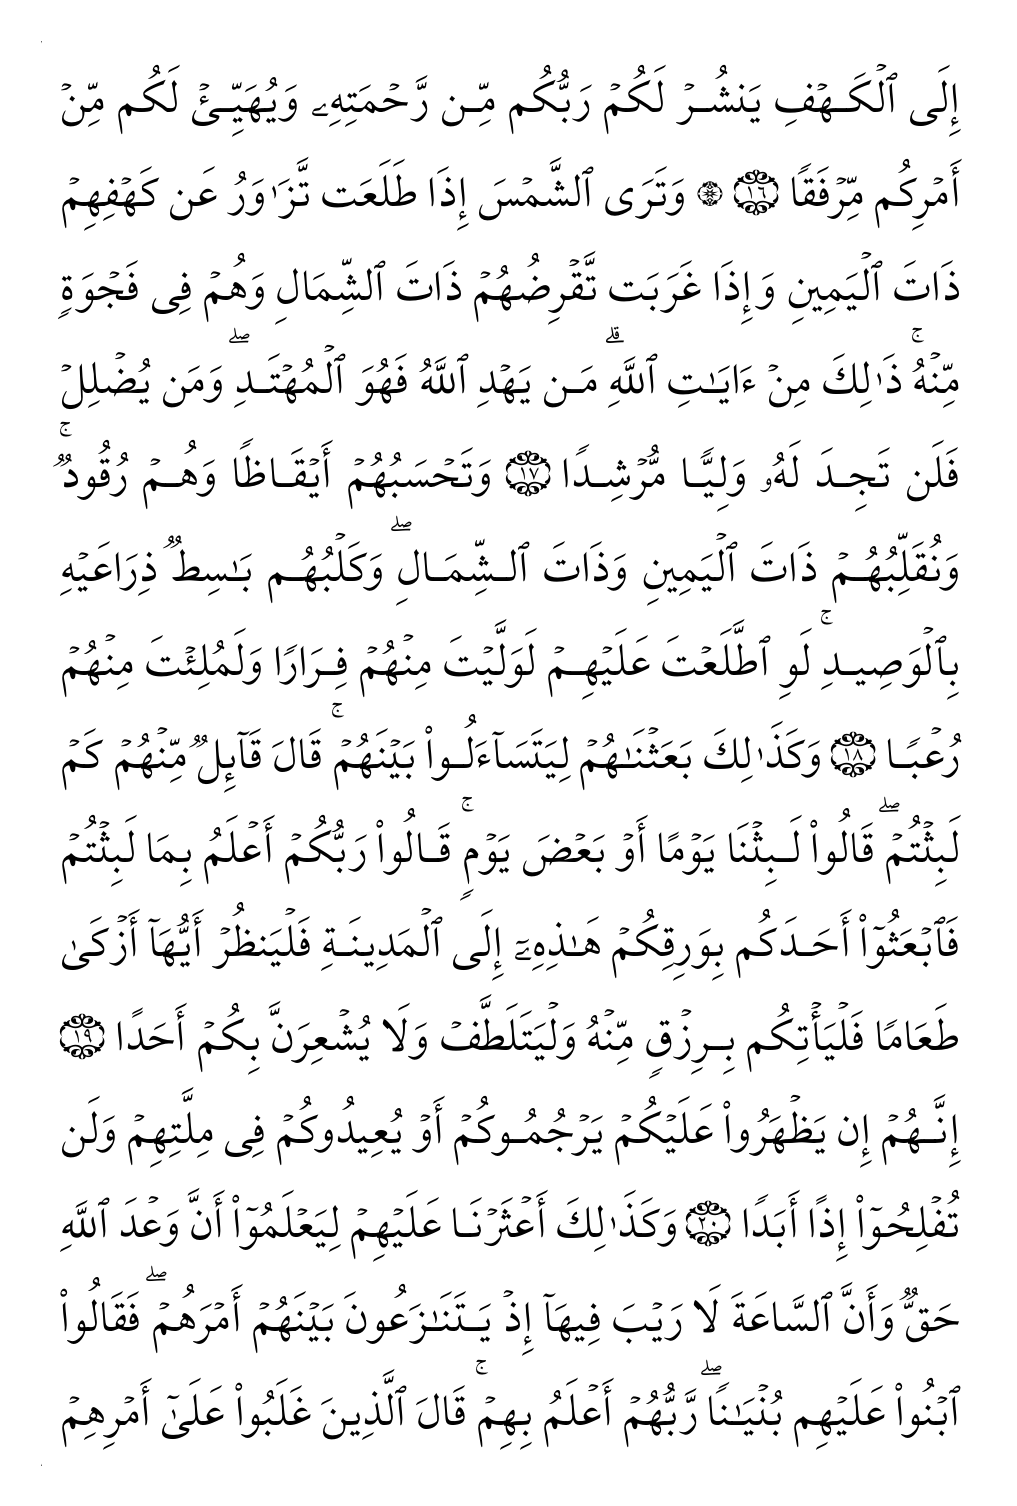 إِلَى ٱلۡكَهۡفِ يَنشُرۡ لَكُمۡ رَبُّكُم مِّن رَّحۡمَتِهِۦ وَيُهَيِّئۡ لَكُم مِّنۡ
أَمۡرِكُم مِّرۡفَقٗا ١٦ ۞ وَتَرَى ٱلشَّمۡسَ إِذَا طَلَعَت تَّزَٰوَرُ عَن كَهۡفِهِمۡ
ذَاتَ ٱلۡيَمِينِ وَإِذَا غَرَبَت تَّقۡرِضُهُمۡ ذَاتَ ٱلشِّمَالِ وَهُمۡ فِي فَجۡوَةٖ
مِّنۡهُۚ ذَٰلِكَ مِنۡ ءَايَٰتِ ٱللَّهِۗ مَن يَهۡدِ ٱللَّهُ فَهُوَ ٱلۡمُهۡتَدِۖ وَمَن يُضۡلِلۡ
فَلَن تَجِدَ لَهُۥ وَلِيّٗا مُّرۡشِدٗا ١٧ وَتَحۡسَبُهُمۡ أَيۡقَاظٗا وَهُمۡ رُقُودٞۚ
وَنُقَلِّبُهُمۡ ذَاتَ ٱلۡيَمِينِ وَذَاتَ ٱلشِّمَالِۖ وَكَلۡبُهُم بَٰسِطٞ ذِرَاعَيۡهِ
بِٱلۡوَصِيدِۚ لَوِ ٱطَّلَعۡتَ عَلَيۡهِمۡ لَوَلَّيۡتَ مِنۡهُمۡ فِرَارٗا وَلَمُلِئۡتَ مِنۡهُمۡ
رُعۡبٗا ١٨ وَكَذَٰلِكَ بَعَثۡنَٰهُمۡ لِيَتَسَآءَلُواْ بَيۡنَهُمۡۚ قَالَ قَآئِلٞ مِّنۡهُمۡ كَمۡ
لَبِثۡتُمۡۖ قَالُواْ لَبِثۡنَا يَوۡمًا أَوۡ بَعۡضَ يَوۡمٖۚ قَالُواْ رَبُّكُمۡ أَعۡلَمُ بِمَا لَبِثۡتُمۡ
فَٱبۡعَثُوٓاْ أَحَدَكُم بِوَرِقِكُمۡ هَٰذِهِۦٓ إِلَى ٱلۡمَدِينَةِ فَلۡيَنظُرۡ أَيُّهَآ أَزۡكَىٰ
طَعَامٗا فَلۡيَأۡتِكُم بِرِزۡقٖ مِّنۡهُ وَلۡيَتَلَطَّفۡ وَلَا يُشۡعِرَنَّ بِكُمۡ أَحَدًا ١٩
إِنَّهُمۡ إِن يَظۡهَرُواْ عَلَيۡكُمۡ يَرۡجُمُوكُمۡ أَوۡ يُعِيدُوكُمۡ فِي مِلَّتِهِمۡ وَلَن
تُفۡلِحُوٓاْ إِذًا أَبَدٗا ٢٠ وَكَذَٰلِكَ أَعۡثَرۡنَا عَلَيۡهِمۡ لِيَعۡلَمُوٓاْ أَنَّ وَعۡدَ ٱللَّهِ
حَقّٞ وَأَنَّ ٱلسَّاعَةَ لَا رَيۡبَ فِيهَآ إِذۡ يَتَنَٰزَعُونَ بَيۡنَهُمۡ أَمۡرَهُمۡۖ فَقَالُواْ
ٱبۡنُواْ عَلَيۡهِم بُنۡيَٰنٗاۖ رَّبُّهُمۡ أَعۡلَمُ بِهِمۡۚ قَالَ ٱلَّذِينَ غَلَبُواْ عَلَىٰٓ أَمۡرِهِمۡ